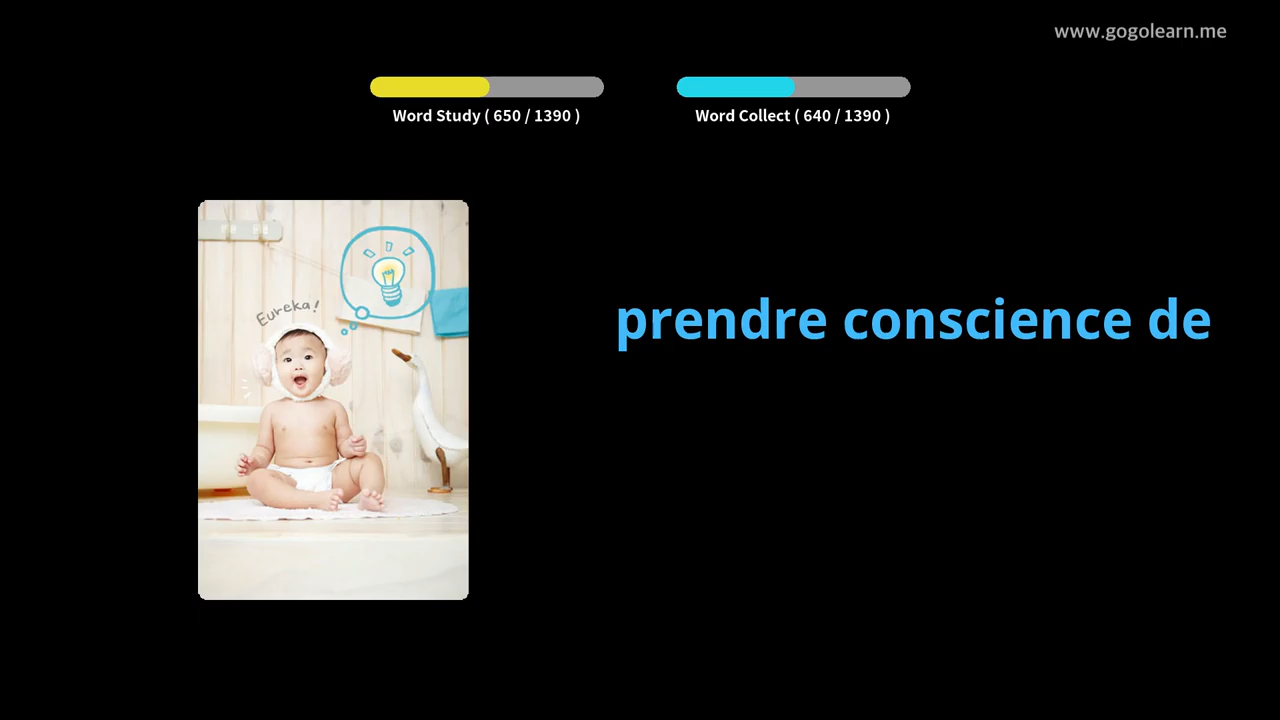 www.gogolearn.me
Word Study ( 650 / 1390 )
Word Collect ( 640 / 1390 )
Eureka!
prendre conscience de